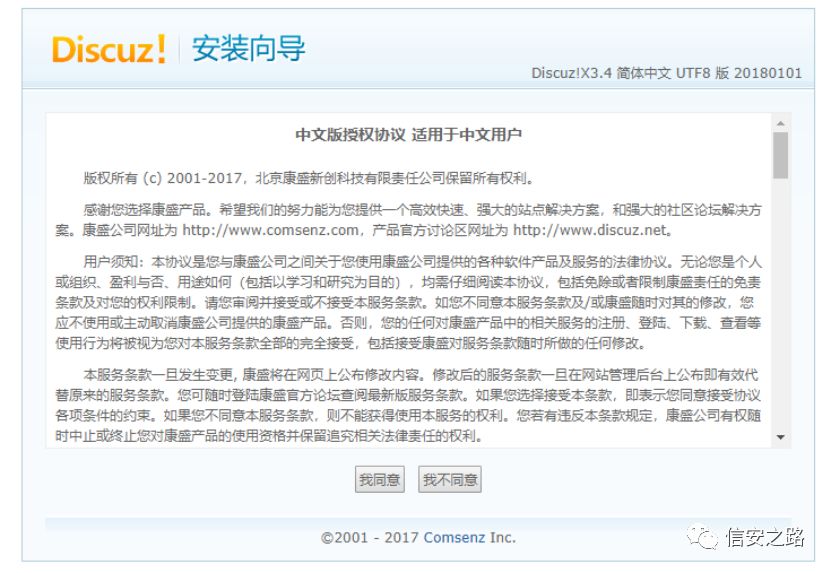 Discuz! 安装向导
Discuz!X3.4 简体中文 UTF8 版 20180101
中文版授权协议 适用于中文用户
版权所有 (c) 2001-2017，北京康盛新创科技有限责任公司保留所有权利。
感谢您选择康盛产品。希望我们的努力能为您提供一个高效快速、强大的站点解决方案，和强大的社区论坛解决方
案。康盛公司网址为 http://www.comsenz.com，产品官方讨论区网址为 http://www.discuz.net。
用户须知：本协议是您与康盛公司之间关于您使用康盛公司提供的各种软件产品及服务的法律协议。无论您是个人
或组织、盈利与否、用途如何（包括以学习和研究为目的），均需仔细阅读本协议，包括免除或者限制康盛责任的免责
条款及对您的权利限制。请您审阅并接受或不接受本服务条款。如您不同意本服务条款及/或康盛随时对其的修改，您
应不使用或主动取消康盛公司提供的康盛产品。否则，您的任何对康盛产品中的相关服务的注册、登陆、下载、查看等
使用行为将被视为您对本服务条款全部的完全接受，包括接受康盛对服务条款随时所做的任何修改。
本服务条款一旦发生变更, 康盛将在网页上公布修改内容。修改后的服务条款一旦在网站管理后台上公布即有效代
替原来的服务条款。您可随时登陆康盛官方论坛查阅最新版服务条款。如果您选择接受本条款，即表示您同意接受协议
各项条件的约束。如果您不同意本服务条款，则不能获得使用本服务的权利。您若有违反本条款规定，康盛公司有权随
时中止或终止您对康盛产品的使用资格并保留追究相关法律责任的权利。
我同意 我不同意
©2001 - 2017 Comsenz Inc.
信安之路